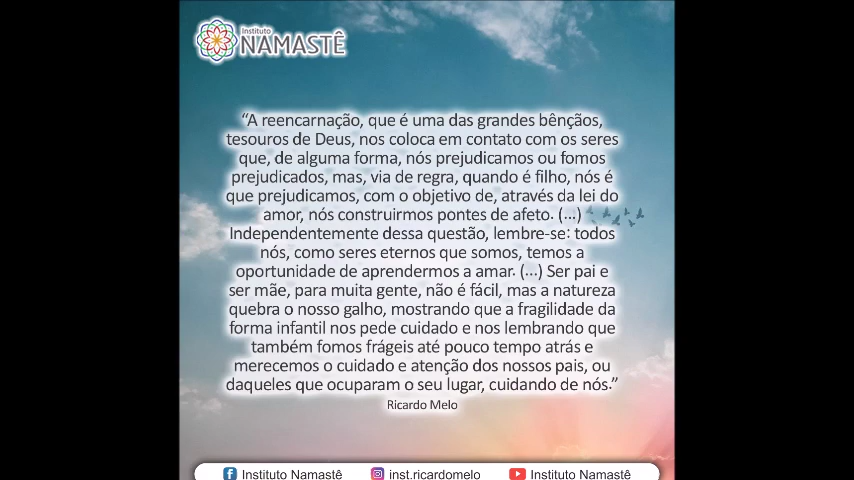 Instituto
NAMASTÊ
“A reencarnação, que é uma das grandes bênçãos,
tesouros de Deus, nos coloca em contato com os seres
que, de alguma forma, nós prejudicamos ou fomos
prejudicados, mas, via de regra, quando é filho, nós é
que prejudicamos, com o objetivo de, através da lei do
amor, nós construirmos pontes de afeto. (...)
Independentemente dessa questão, lembre-se: todos
nós, como seres eternos que somos, temos a
oportunidade de aprendermos a amar. (...) Ser pai e
ser mãe, para muita gente, não é fácil, mas a natureza
quebra o nosso galho, mostrando que a fragilidade da
forma infantil nos pede cuidado e nos lembrando que
também fomos frágeis até pouco tempo atrás e
merecemos o cuidado e atenção dos nossos pais, ou
daqueles que ocuparam o seu lugar, cuidando de nós.”
Ricardo Melo
Instituto Namastê inst.ricardomelo Instituto Namastê